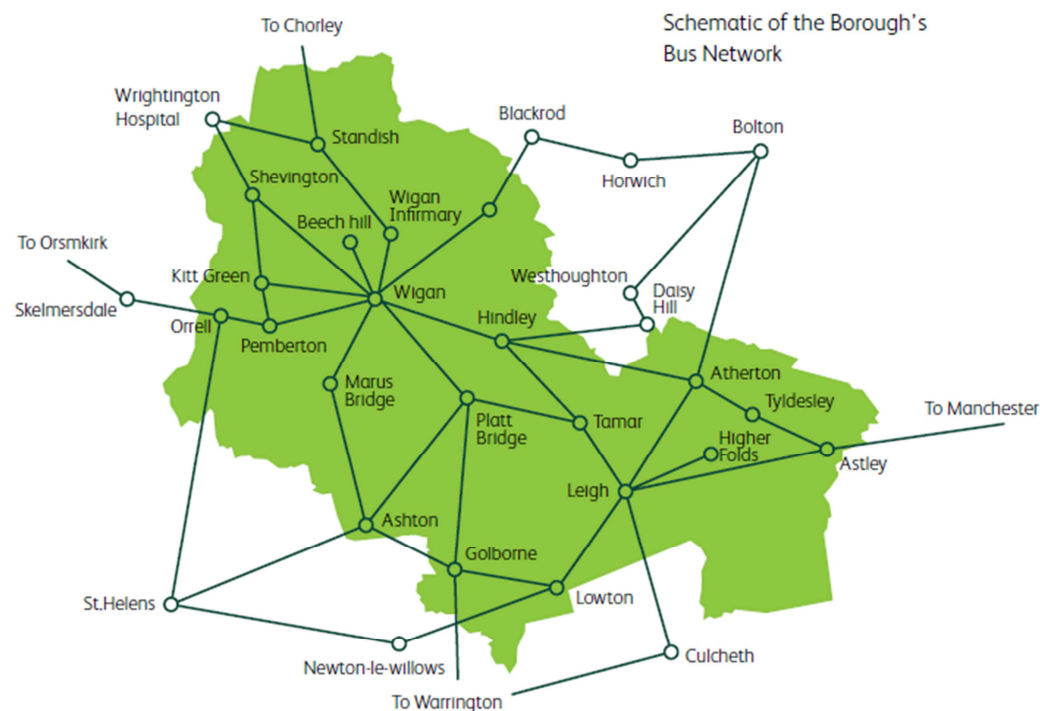 Schematic of the Borough's
Bus Network
To Chorley
Wrightington
Hospital
Standish
Blackrod
Bolton
Horwich
Shevington
Wigan
Infirmary
Beech hill
To Orsmkirk
Kitt Green
Wigan
Westhoughton
Daisy
Hill
Skelmersdale
Orrell
Pemberton
Hindley
Marus
Bridge
Atherton
Platt
Bridge
Tamar
Tyldesley
To Manchester
Higher
Folds
Astley
Leigh
Ashton
Golborne
St.Helens
Lowton
Newton-le-willows
Culcheth
To Warrington